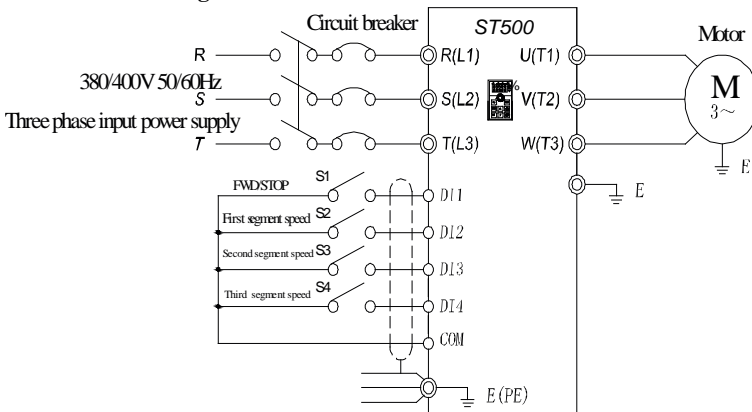 Circuit breaker
ST500
Motor
R
R(L1)
U(T1)
380/400V 50/60Hz
S
S(L2)
V(T2)
M
3~
Three phase input power supply
T
T(L3)
W(T3)
E
E
FWD/STOP
S1
DI1
First segment speed
S2
DI2
Second segment speed
S3
DI3
Third segment speed
S4
DI4
COM
E(PE)